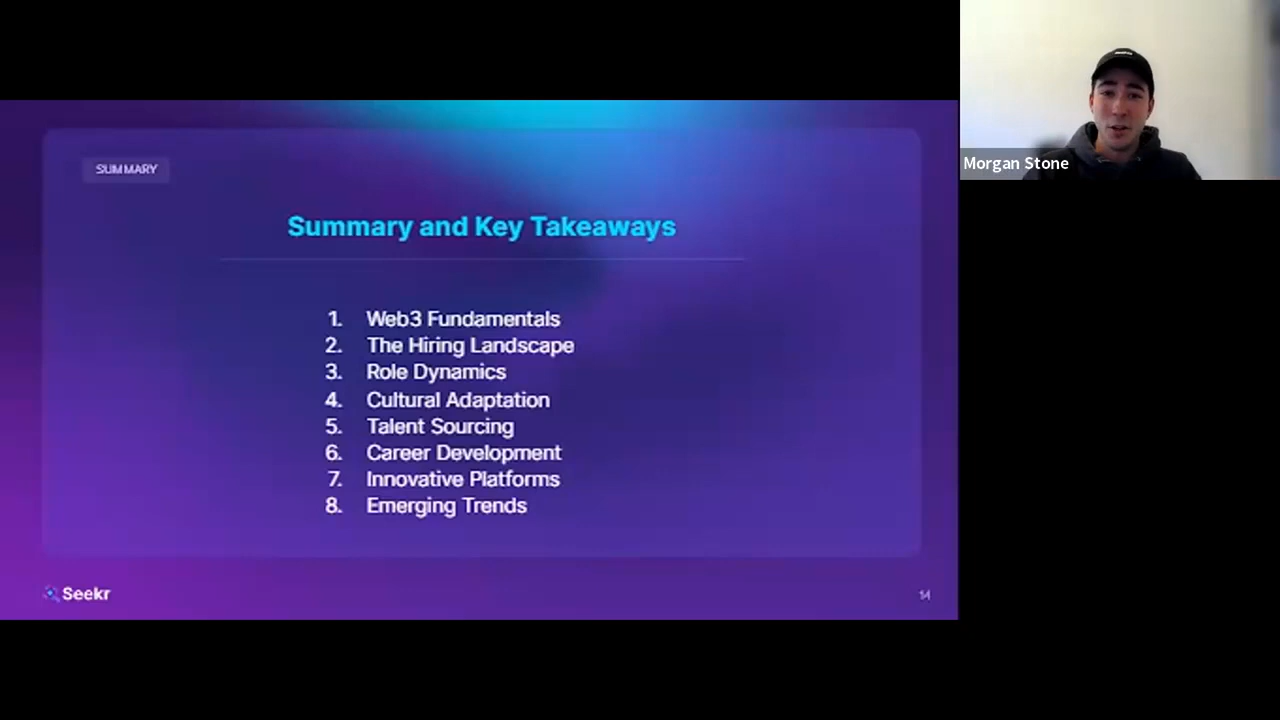 SUMMARY
Summary and Key Takeaways
1. Web3 Fundamentals
2. The Hiring Landscape
3. Role Dynamics
4. Cultural Adaptation
5. Talent Sourcing
6. Career Development
7. Innovative Platforms
8. Emerging Trends
Seekr
14
Morgan Stone